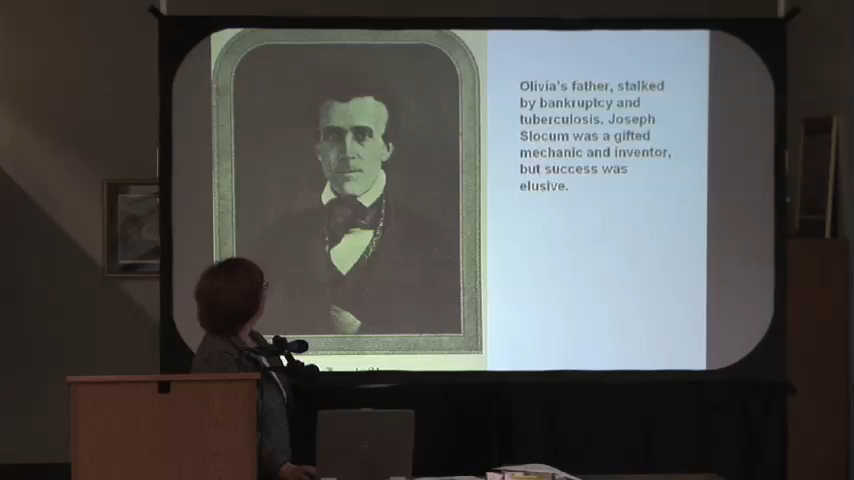 Olivia's father, stalked
by bankruptcy and
tuberculosis. Joseph
Slocum was a gifted
mechanic and inventor,
but success was
elusive.